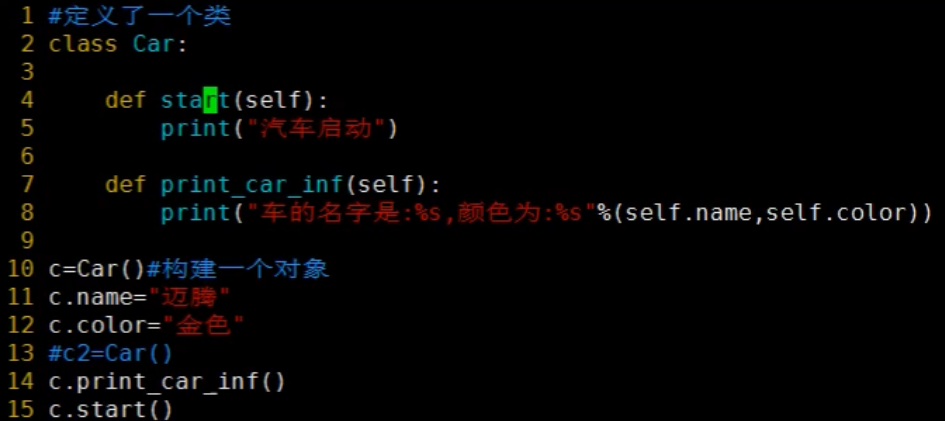 1 #定义了一个类
2 class Car:
3
4     def start(self):
5         print("汽车启动")
6
7     def print_car_inf(self):
8         print("车的名字是:%s,颜色为:%s"%(self.name,self.color))
9
10 c=Car()#构建一个对象
11 c.name="迈腾"
12 c.color="金色"
13 #c2=Car()
14 c.print_car_inf()
15 c.start()